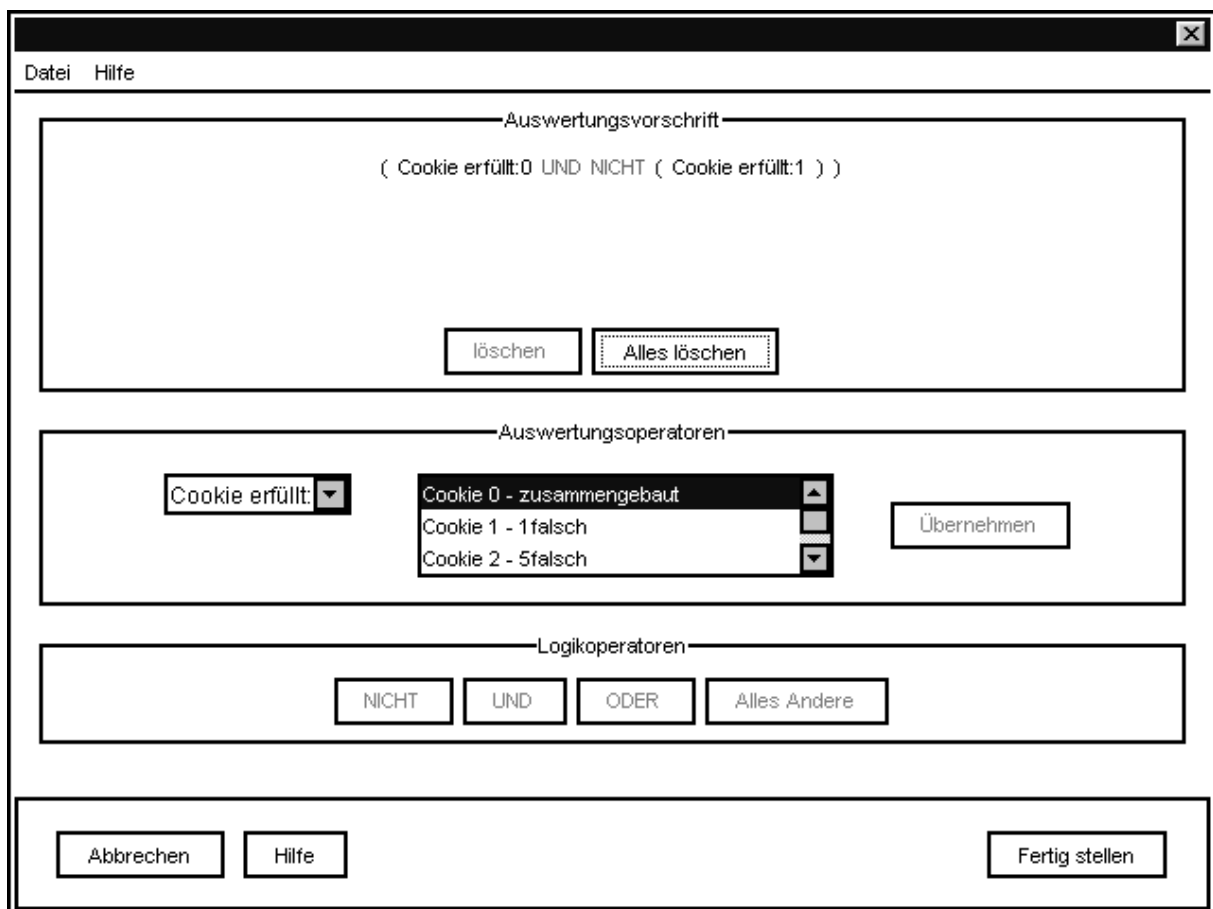 Datei Hilfe
Auswertungsvorschrift
( Cookie erfüllt:0 UND NICHT ( Cookie erfüllt:1 ) )
löschen Alles löschen
Auswertungsoperatoren
Cookie erfüllt:
Cookie 0 - zusammengebaut
Cookie 1 - 1falsch
Cookie 2 - 5falsch
Übernehmen
Logikoperatoren
NICHT UND ODER Alles Andere
Abbrechen Hilfe Fertig stellen